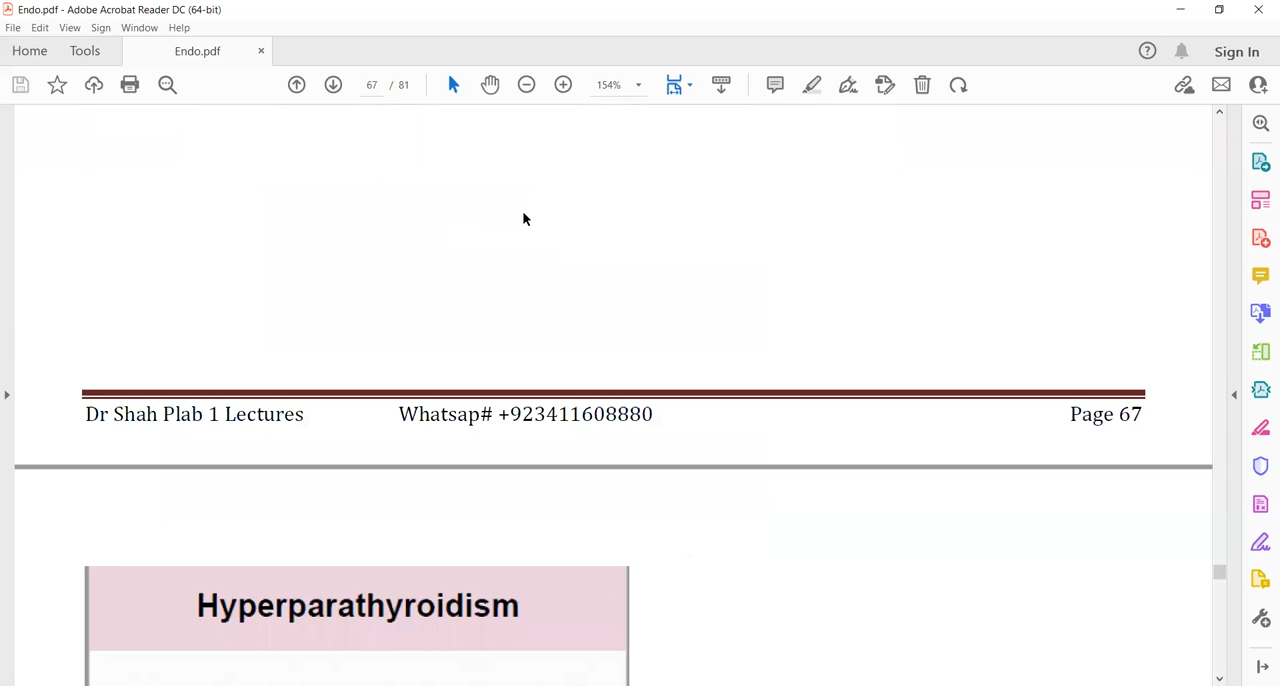 Endo.pdf - Adobe Acrobat Reader DC (64-bit)
File Edit View Sign Window Help
Home Tools Endo.pdf × Sign In
67 / 81 154%
Dr Shah Plab 1 Lectures Whatsap# +923411608880 Page 67
Hyperparathyroidism